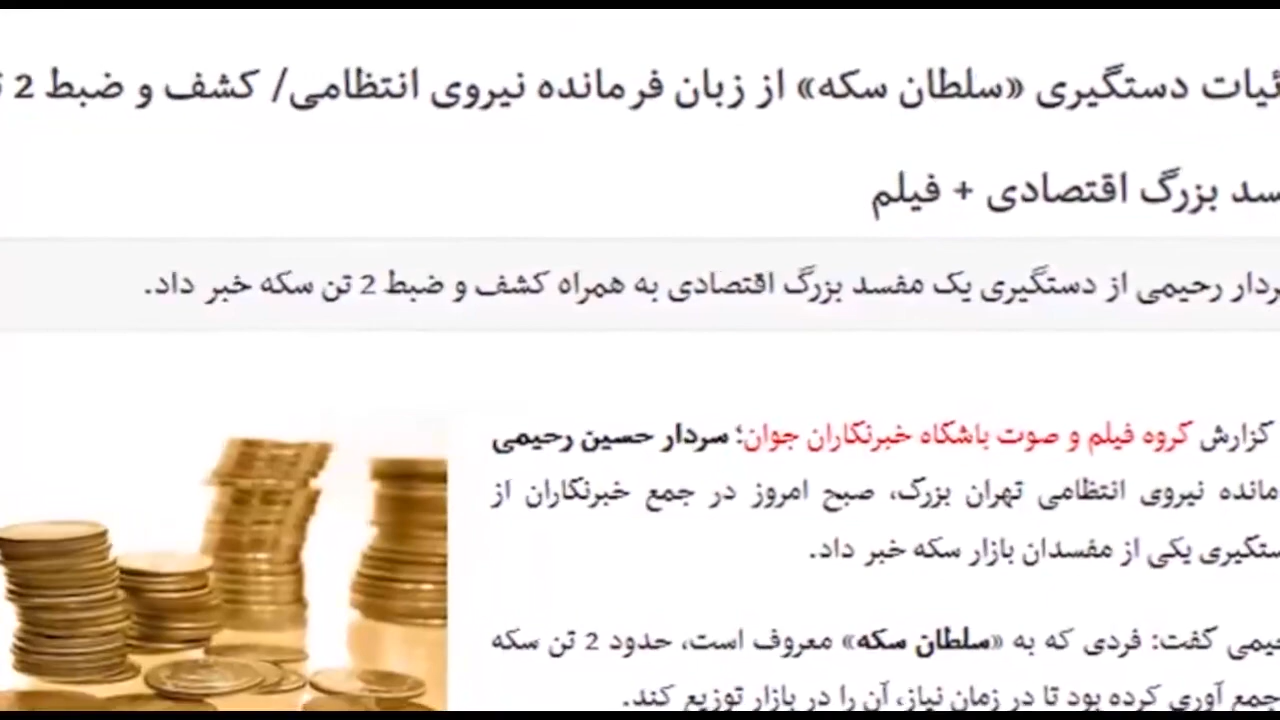 ئیات دستگیری «سلطان سکه» از زبان فرمانده نیروی انتظامی/ کشف و ضبط 2
سد بزرگ اقتصادی + فیلم
ردار رحیمی از دستگیری یک مفسد بزرگ اقتصادی به همراه کشف و ضبط 2 تن سکه خبر داد.
گزارش گروه فیلم و صوت باشگاه خبرنگاران جوان؛ سردار حسین رحیمی
مانده نیروی انتظامی تهران بزرگ، صبح امروز در جمع خبرنگاران از
ستگیری یکی از مفسدان بازار سکه خبر داد.
حیمی گفت: فردی که به «سلطان سکه» معروف است، حدود 2 تن سکه
جمع آوری کرده بود تا در زمان نیاز، آن را در بازار توزیع کند.